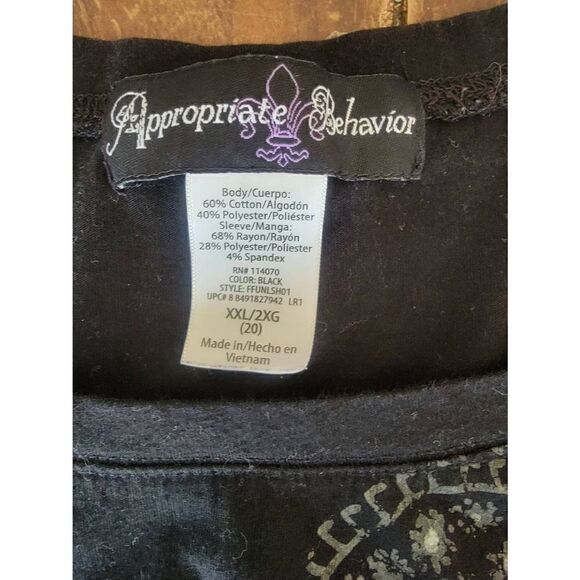 Appropriate Behavior
Body/Cuerpo:
60% Cotton/Algodón
40% Polyester/Poliéster
Sleeve/Manga:
68% Rayon/Rayón
28% Polyester/Poliester
4% Spandex
RN# 114070
COLOR: BLACK
STYLE: FFUNLSH01
UPC# 8 8491827942 LR1
XXL/2XG
(20)
Made in/Hecho en
Vietnam